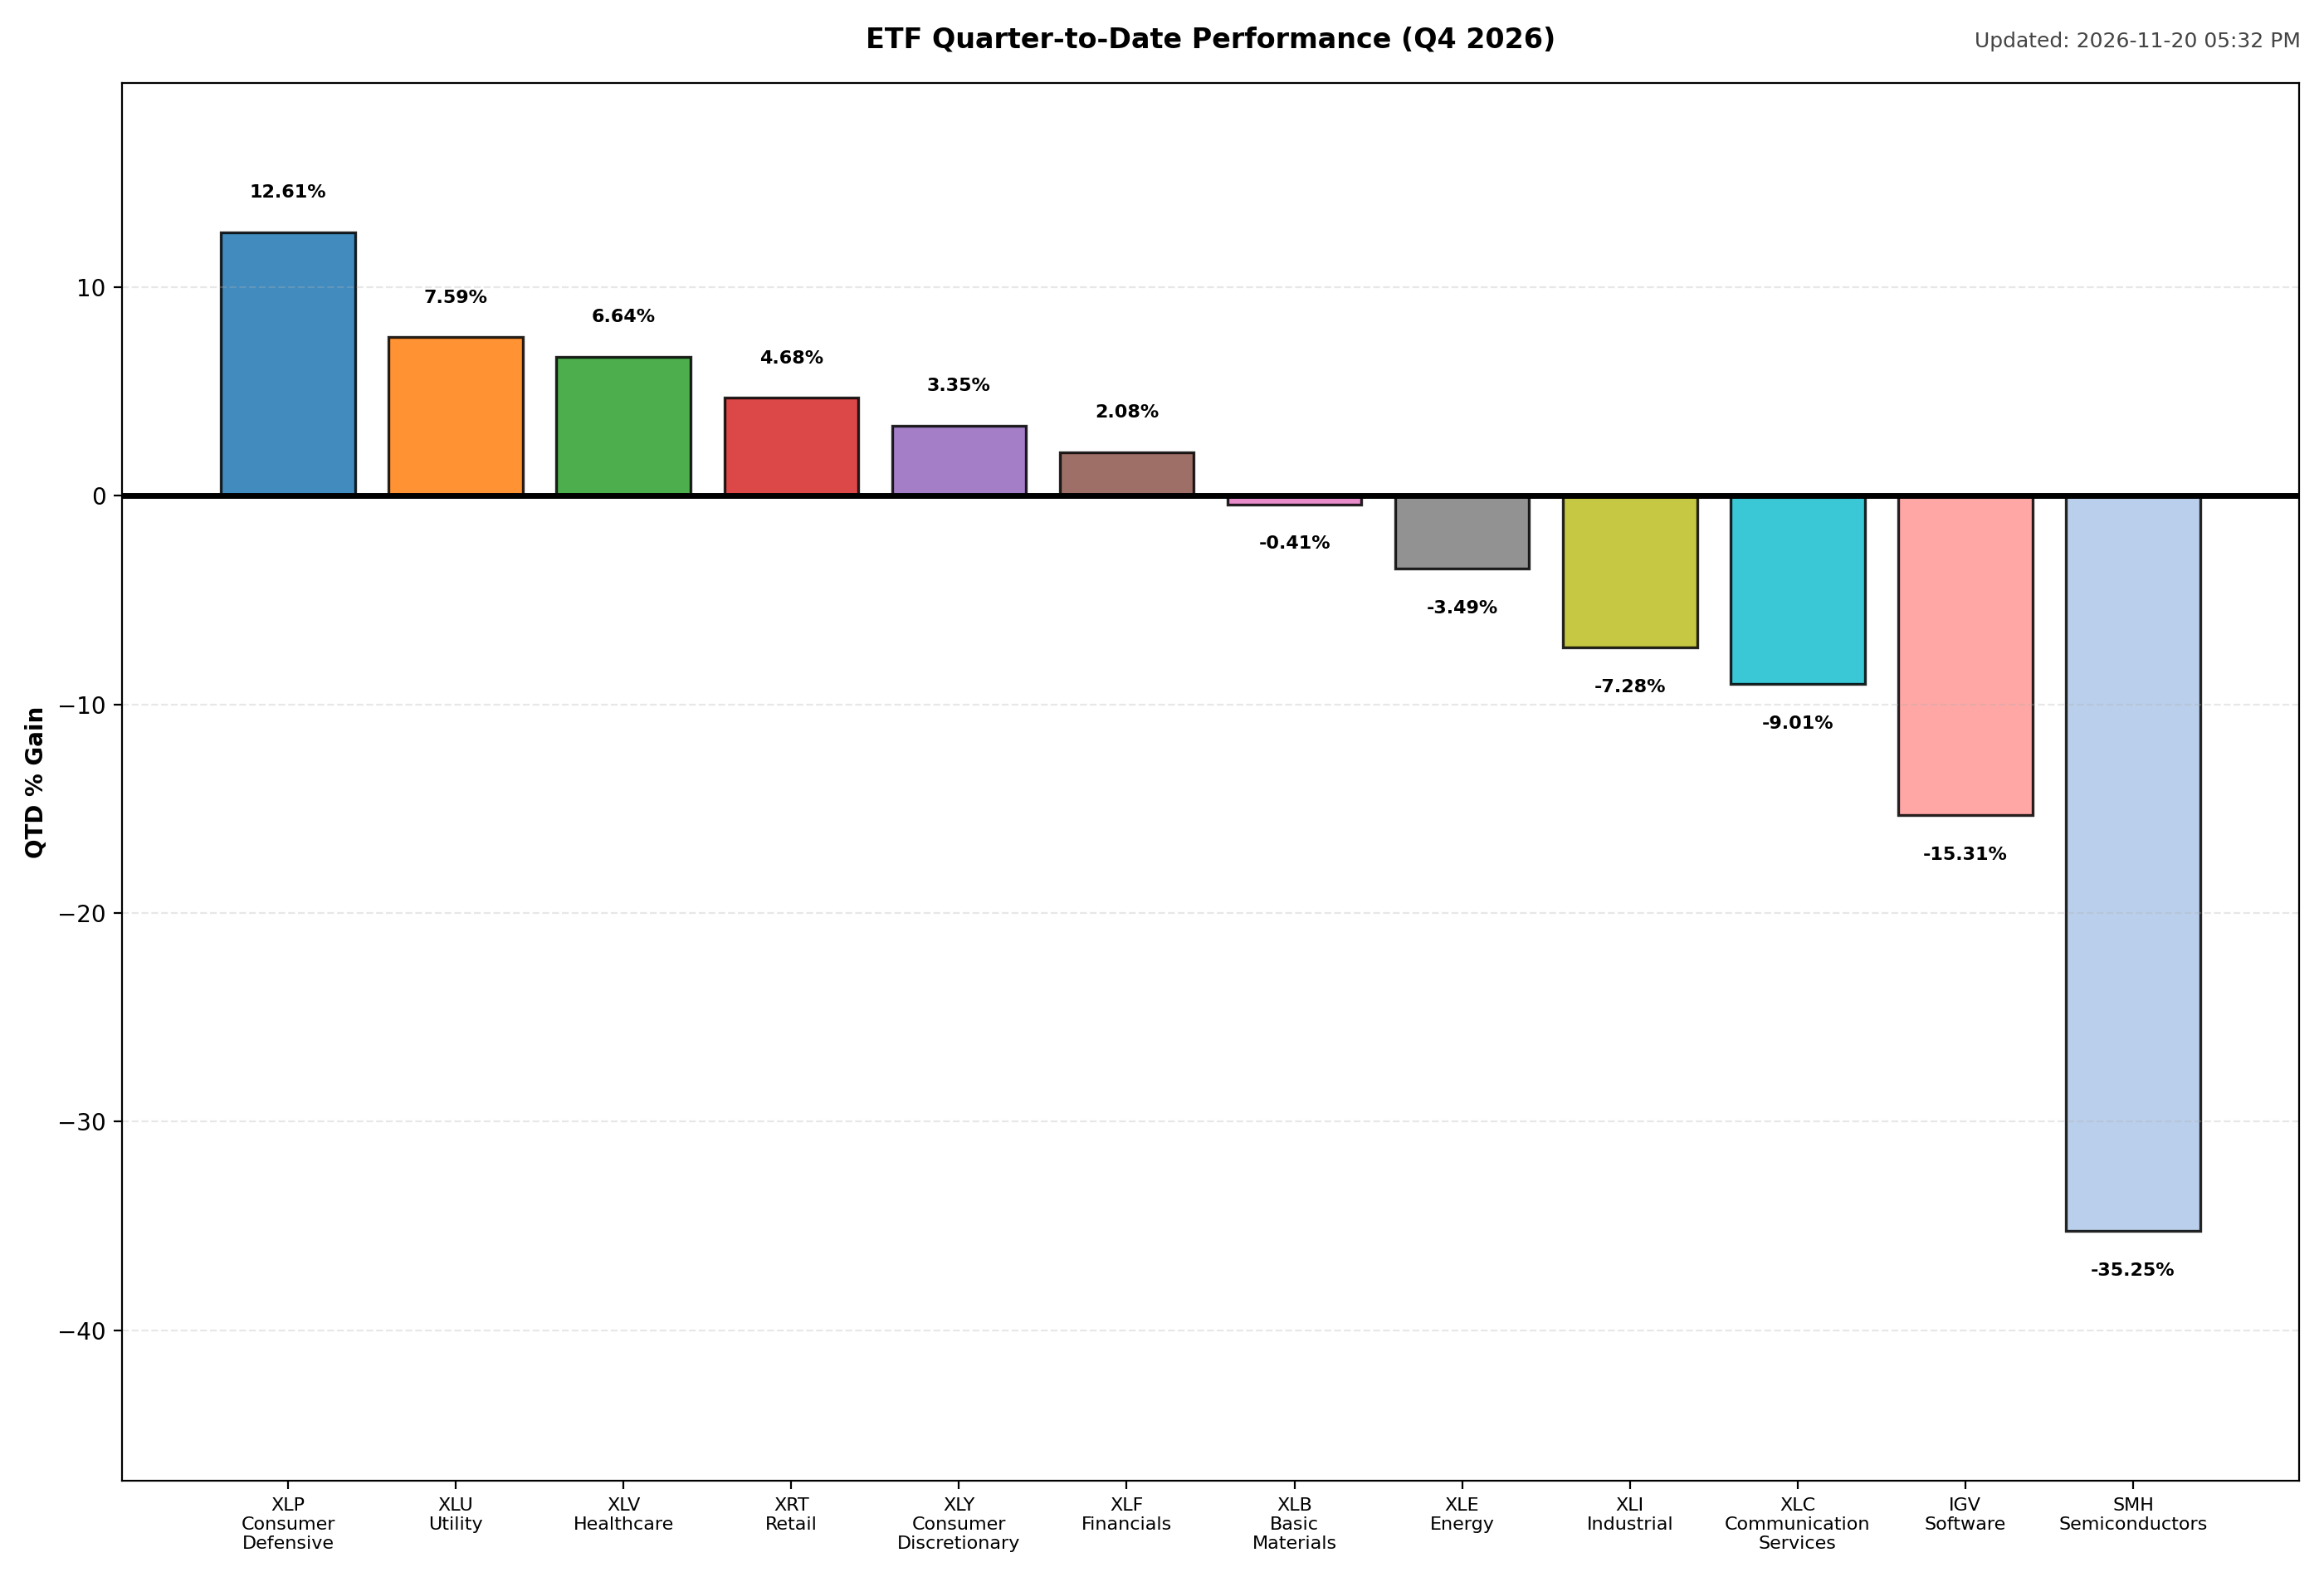 ETF Quarter-to-Date Performance (Q4 2026)
Updated: 2026-11-20 05:32 PM
QTD % Gain
10
0
−10
−20
−30
−40
12.61%
7.59%
6.64%
4.68%
3.35%
2.08%
-0.41%
-3.49%
-7.28%
-9.01%
-15.31%
-35.25%
XLP
Consumer
Defensive
XLU
Utility
XLV
Healthcare
XRT
Retail
XLY
Consumer
Discretionary
XLF
Financials
XLB
Basic
Materials
XLE
Energy
XLI
Industrial
XLC
Communication
Services
IGV
Software
SMH
Semiconductors